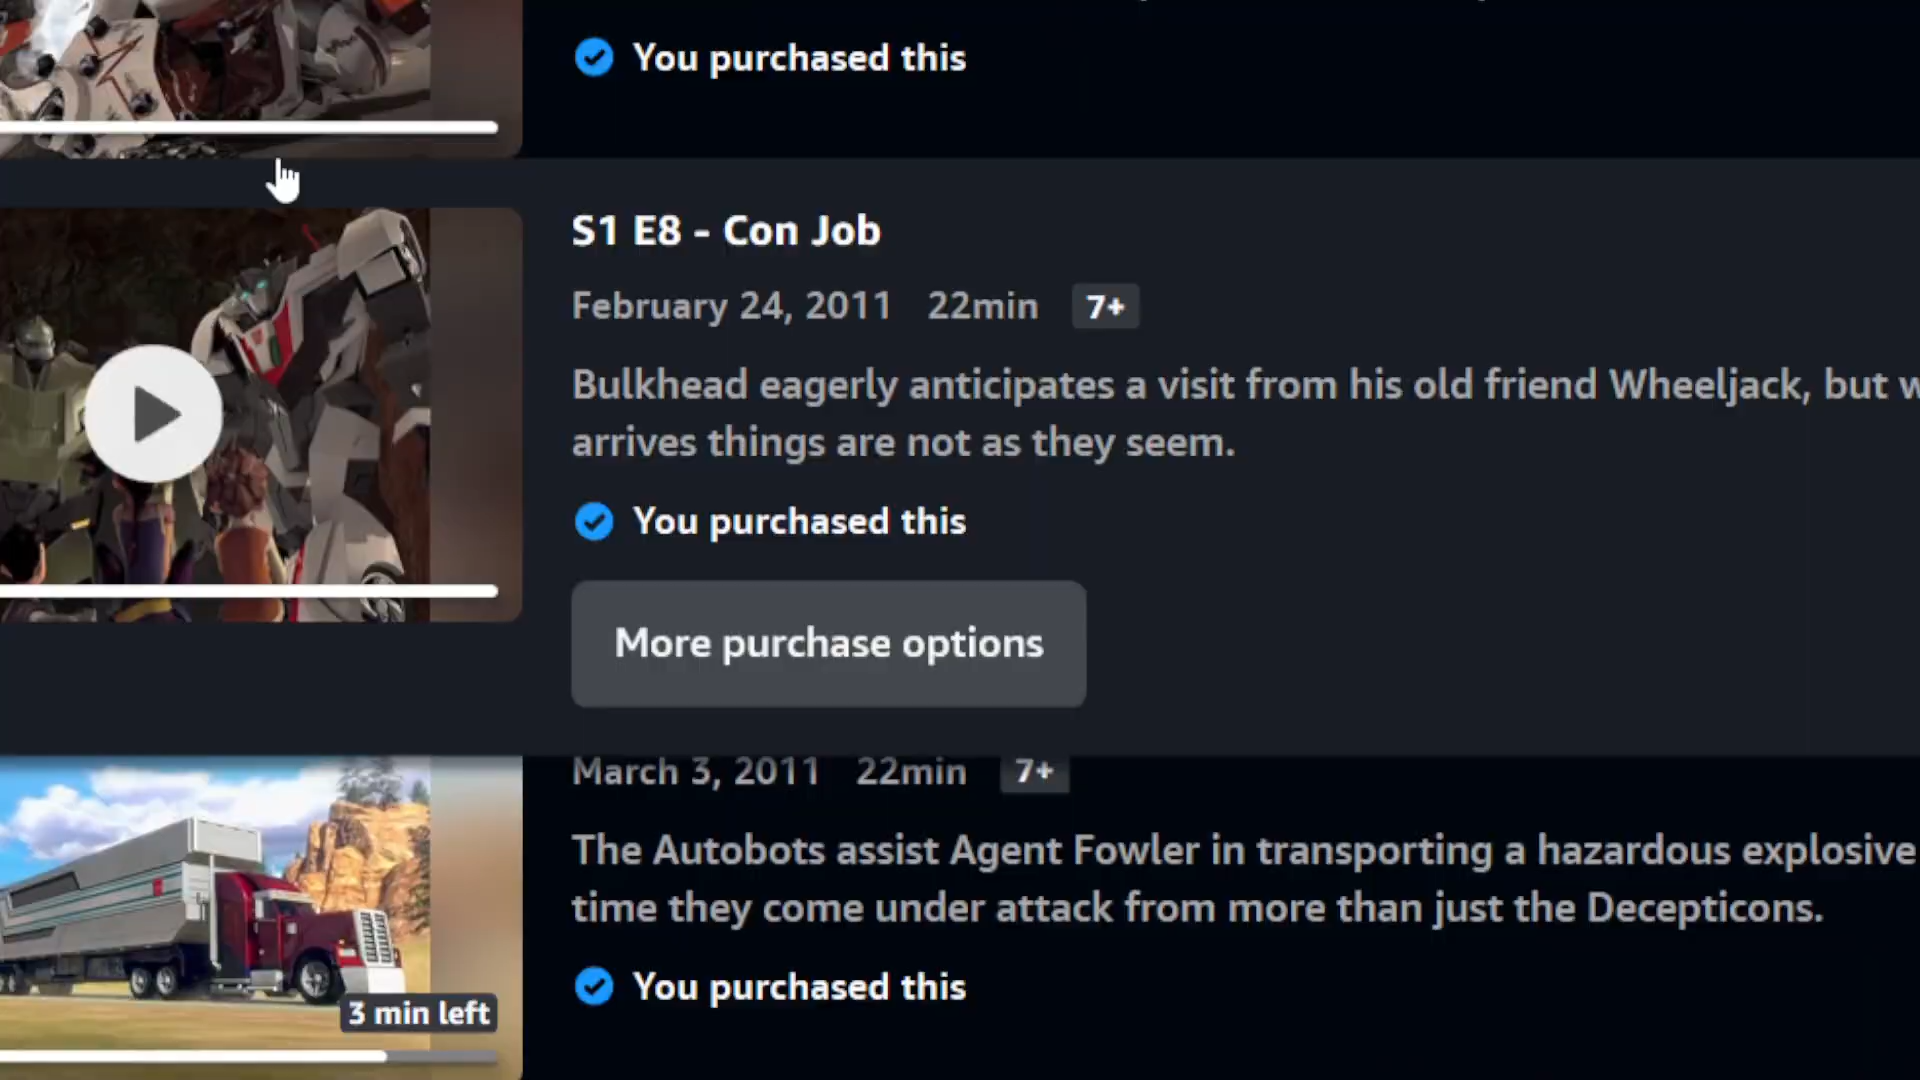 You purchased this
S1 E8 - Con Job
February 24, 2011 22min 7+
Bulkhead eagerly anticipates a visit from his old friend Wheeljack, but
arrives things are not as they seem.
You purchased this
More purchase options
March 3, 2011 22min 7+
The Autobots assist Agent Fowler in transporting a hazardous explosive
time they come under attack from more than just the Decepticons.
3 min left
You purchased this